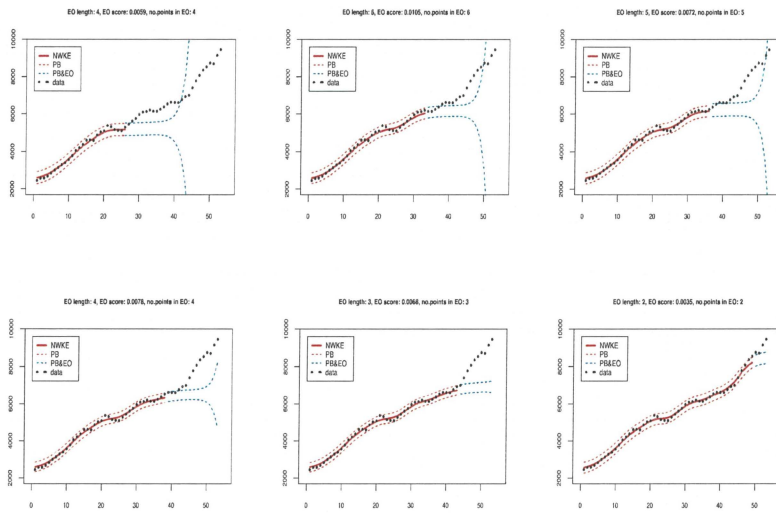 EO length: 4, EO score: 0.0059, no.points in EO: 4
10000
8000
6000
4000
2000
NWKE
PB
PB&EO
data
0 10 20 30 40 50
EO length: 6, EO score: 0.0105, no.points in EO: 6
10000
8000
6000
4000
2000
NWKE
PB
PB&EO
data
0 10 20 30 40 50
EO length: 5, EO score: 0.0072, no.points in EO: 5
10000
8000
6000
4000
2000
NWKE
PB
PB&EO
data
0 10 20 30 40 50
EO length: 4, EO score: 0.0078, no.points in EO: 4
10000
8000
6000
4000
2000
NWKE
PB
PB&EO
data
0 10 20 30 40 50
EO length: 3, EO score: 0.0068, no.points in EO: 3
10000
8000
6000
4000
2000
NWKE
PB
PB&EO
data
0 10 20 30 40 50
EO length: 2, EO score: 0.0035, no.points in EO: 2
10000
8000
6000
4000
2000
NWKE
PB
PB&EO
data
0 10 20 30 40 50